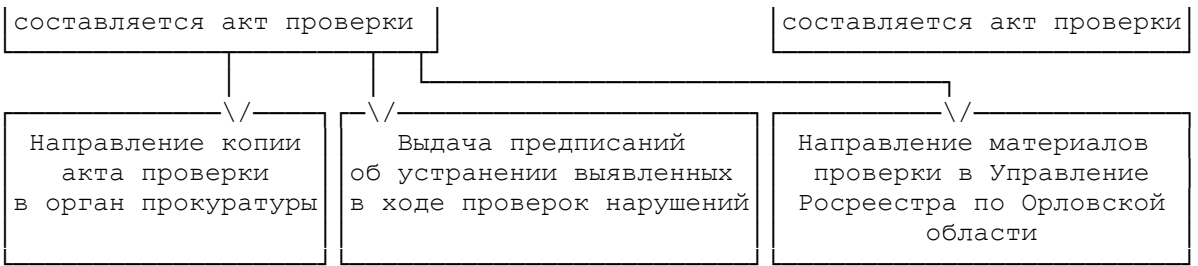 составляется акт проверки
составляется акт проверки
Направление копии
акта проверки
в орган прокуратуры
Выдача предписаний
об устранении выявленных
в ходе проверок нарушений
Направление материалов
проверки в Управление
Росреестра по Орловской
области